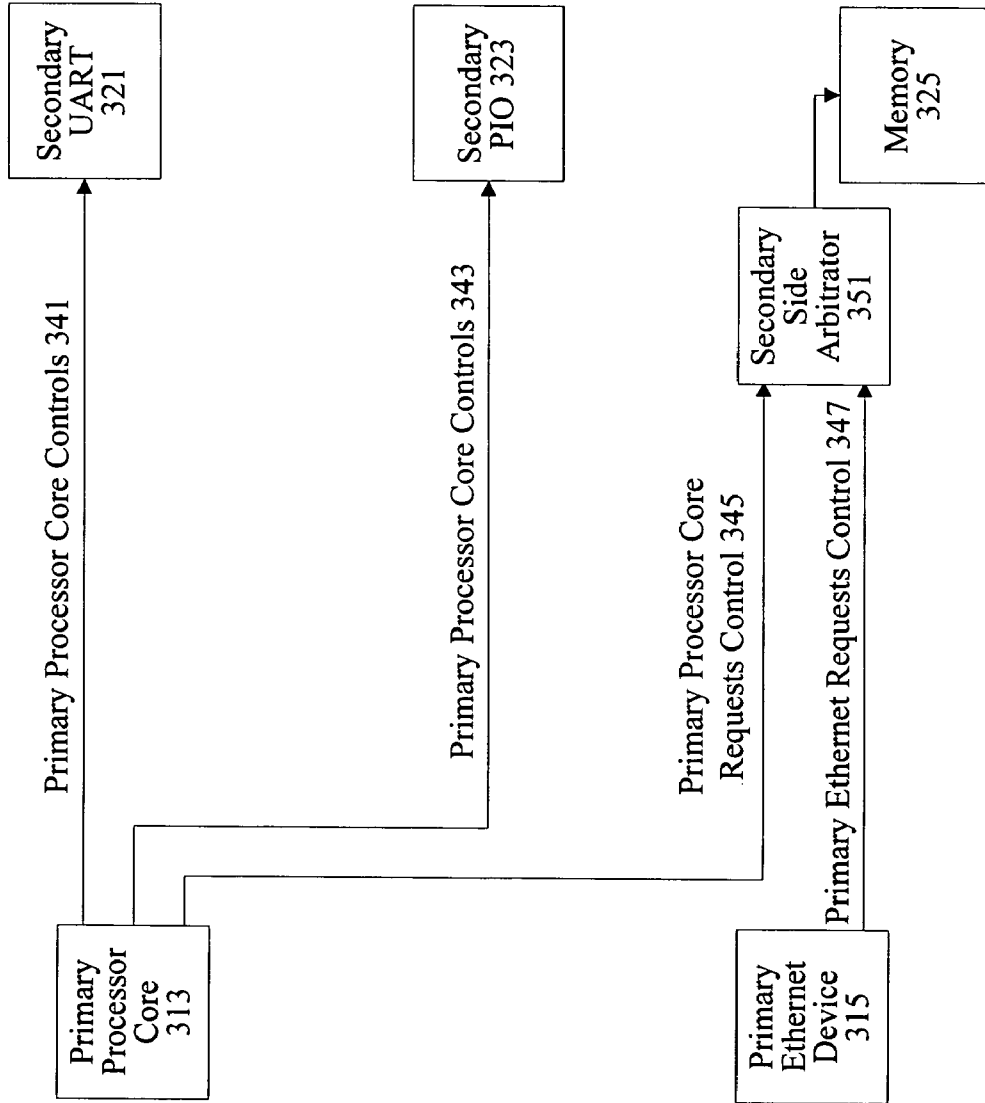 Primary
Processor
Core
313
Primary Processor Core Controls 341
Secondary
UART
321
Primary Processor Core Controls 343
Secondary
PIO 323
Primary Processor Core
Requests Control 345
Primary
Ethernet
Device
315
Primary Ethernet Requests Control 347
Secondary
Side
Arbitrator
351
Memory
325